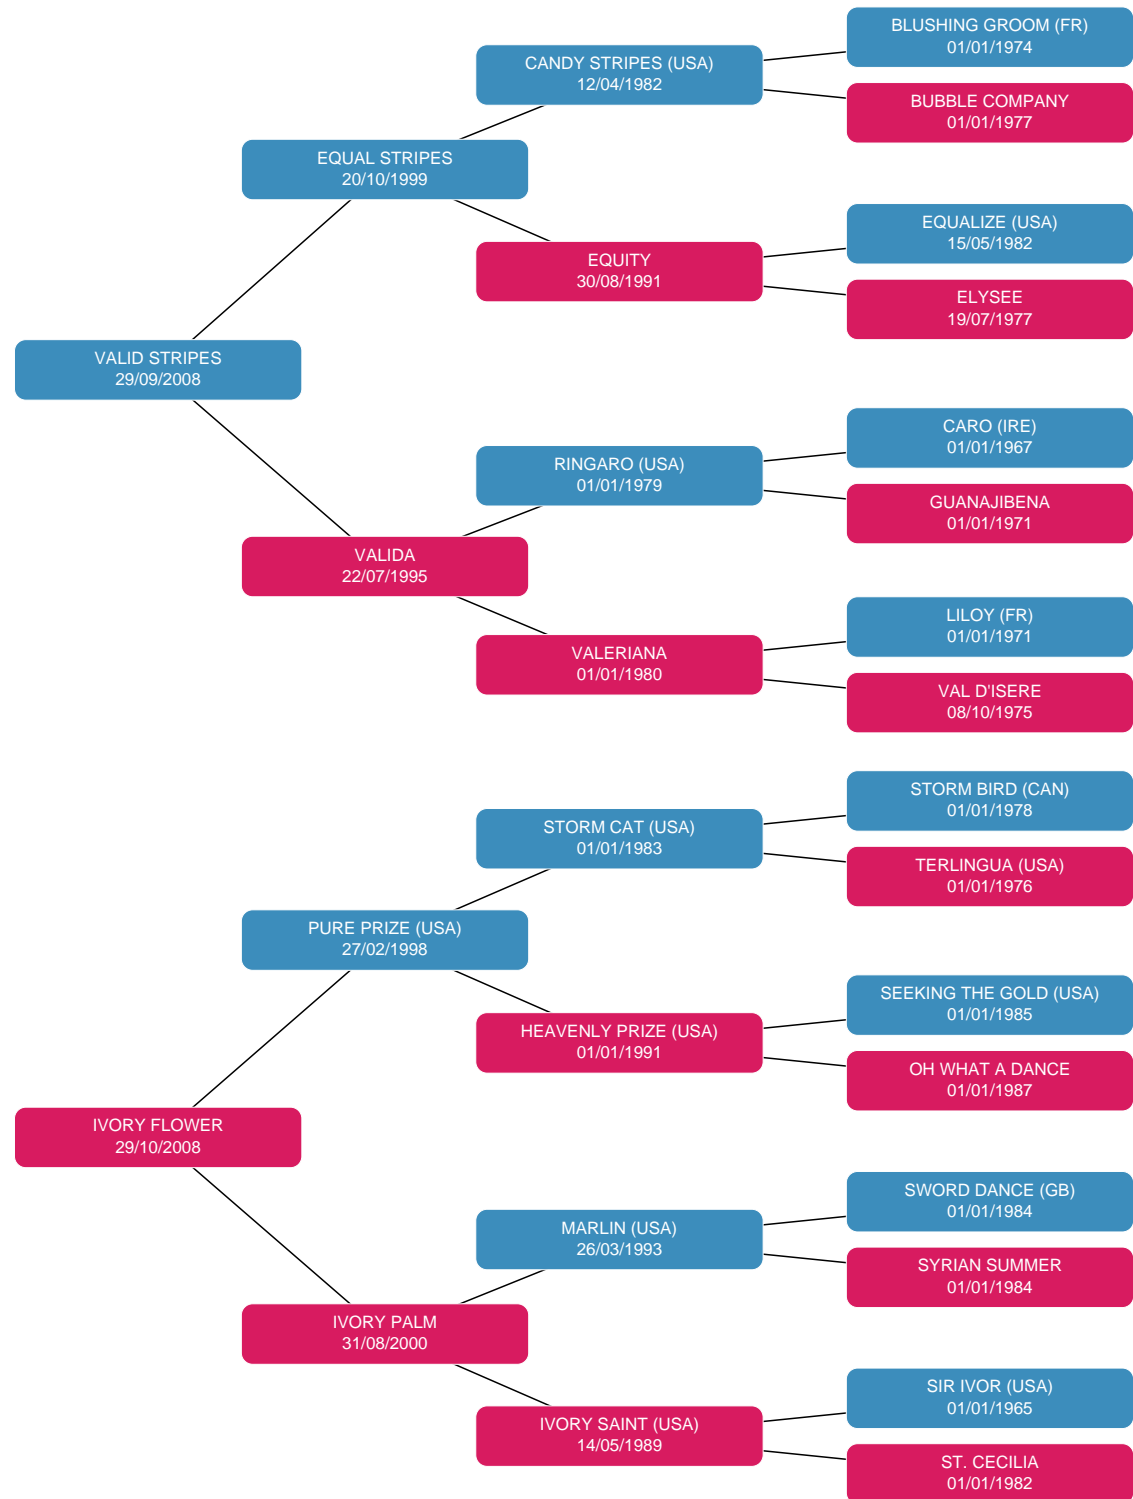 BLUSHING GROOM (FR)
01/01/1974
CANDY STRIPES (USA)
12/04/1982
BUBBLE COMPANY
01/01/1977
EQUAL STRIPES
20/10/1999
EQUALIZE (USA)
15/05/1982
EQUITY
30/08/1991
ELYSEE
19/07/1977
VALID STRIPES
29/09/2008
CARO (IRE)
01/01/1967
RINGARO (USA)
01/01/1979
GUANAJIBENA
01/01/1971
VALIDA
22/07/1995
LILOY (FR)
01/01/1971
VALERIANA
01/01/1980
VAL D'ISERE
08/10/1975
STORM BIRD (CAN)
01/01/1978
STORM CAT (USA)
01/01/1983
TERLINGUA (USA)
01/01/1976
PURE PRIZE (USA)
27/02/1998
SEEKING THE GOLD (USA)
01/01/1985
HEAVENLY PRIZE (USA)
01/01/1991
OH WHAT A DANCE
01/01/1987
IVORY FLOWER
29/10/2008
SWORD DANCE (GB)
01/01/1984
MARLIN (USA)
26/03/1993
SYRIAN SUMMER
01/01/1984
IVORY PALM
31/08/2000
SIR IVOR (USA)
01/01/1965
IVORY SAINT (USA)
14/05/1989
ST. CECILIA
01/01/1982